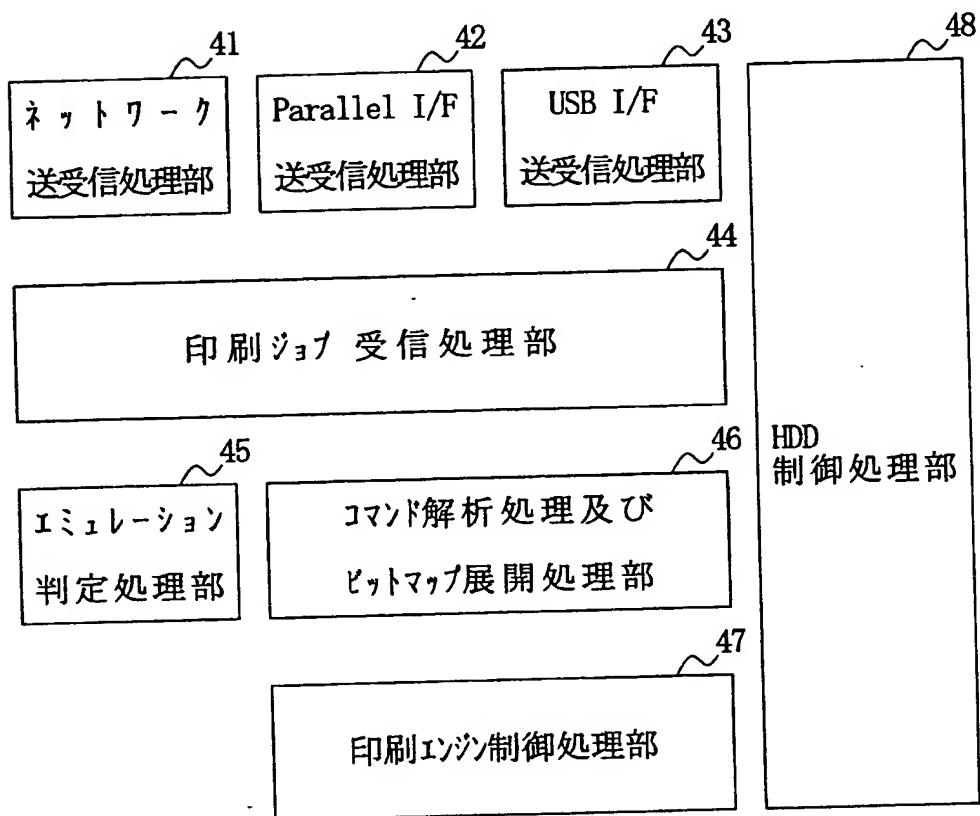 41
ネットワーク
送受信処理部
42
Parallel I/F
送受信処理部
43
USB I/F
送受信処理部
44
印刷ジョブ 受信処理部
45
エミュレーション
判定処理部
46
コマンド解析処理及び
ビットマップ展開処理部
47
印刷エンジン制御処理部
48
HDD
制御処理部